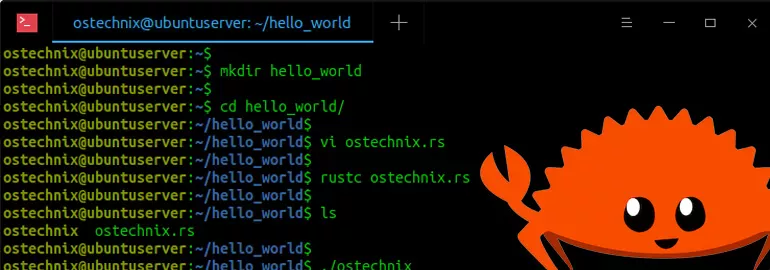 ostechnix@ubuntuserver: ~/hello_world
ostechnix@ubuntuserver:~$
ostechnix@ubuntuserver:~$ mkdir hello_world
ostechnix@ubuntuserver:~$
ostechnix@ubuntuserver:~$ cd hello_world/
ostechnix@ubuntuserver:~/hello_world$
ostechnix@ubuntuserver:~/hello_world$ vi ostechnix.rs
ostechnix@ubuntuserver:~/hello_world$
ostechnix@ubuntuserver:~/hello_world$ rustc ostechnix.rs
ostechnix@ubuntuserver:~/hello_world$
ostechnix@ubuntuserver:~/hello_world$ ls
ostechnix  ostechnix.rs
ostechnix@ubuntuserver:~/hello_world$
ostechnix@ubuntuserver:~/hello_world$ ./ostechnix